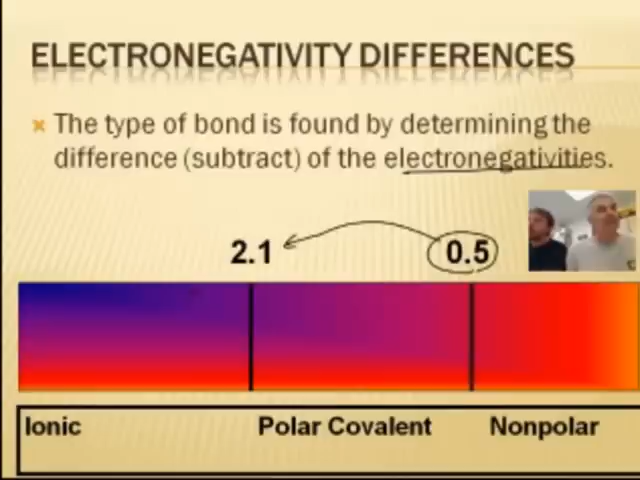 ELECTRONEGATIVITY DIFFERENCES
The type of bond is found by determining the
difference (subtract) of the electronegativities.
2.1 0.5
Ionic Polar Covalent Nonpolar